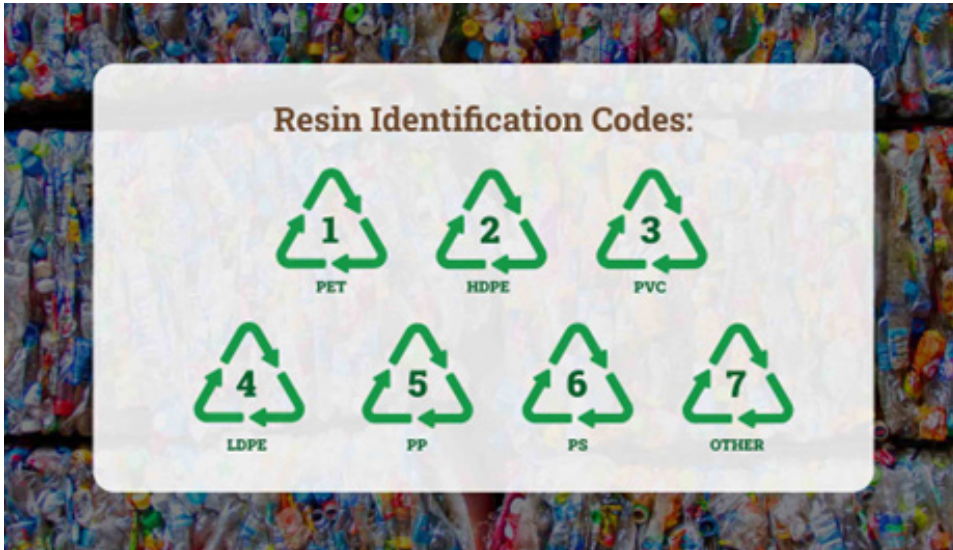 Resin Identification Codes:
1 2 3
PET HDPE PVC
4 5 6 7
LDPE PP PS OTHER